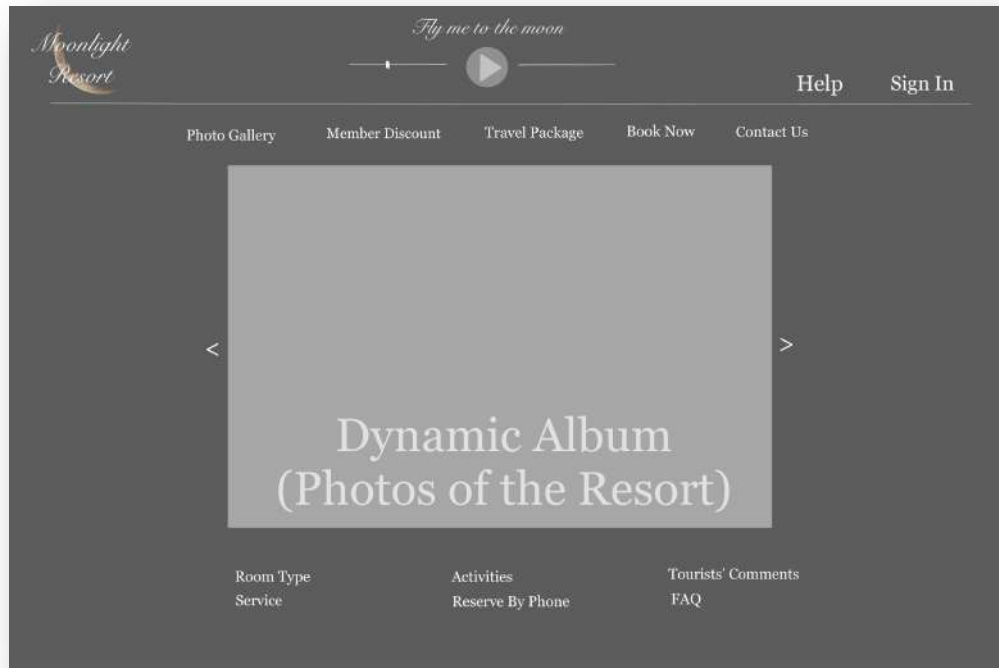 Moonlight
Resort
Fly me to the moon
Help Sign In
Photo Gallery Member Discount Travel Package Book Now Contact Us
< >
Dynamic Album
(Photos of the Resort)
Room Type Activities Tourists' Comments
Service Reserve By Phone FAQ